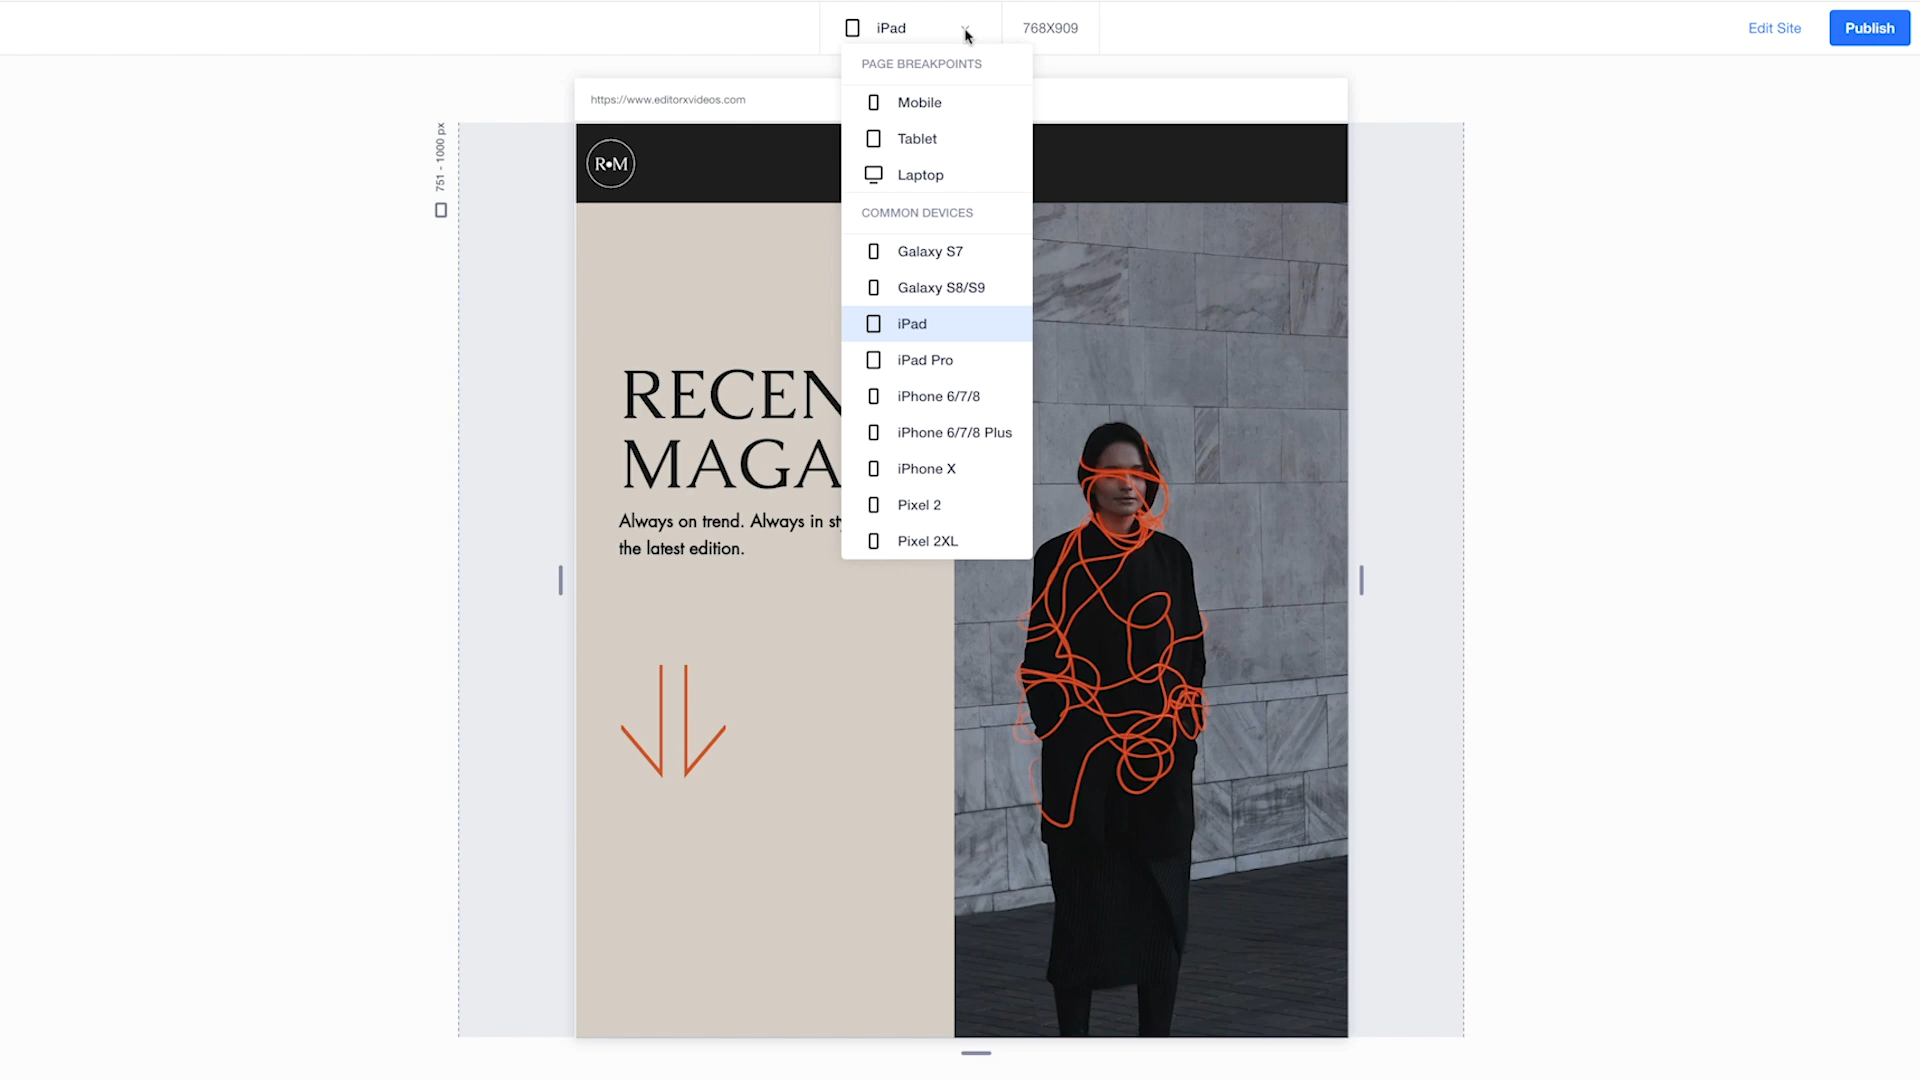 iPad
768X909
Edit Site
Publish
PAGE BREAKPOINTS
Mobile
Tablet
Laptop
COMMON DEVICES
Galaxy S7
Galaxy S8/S9
iPad
iPad Pro
iPhone 6/7/8
iPhone 6/7/8 Plus
iPhone X
Pixel 2
Pixel 2XL
https://www.editorxvideos.com
751 - 1000 px
R•M
RECEN
MAGA
Always on trend. Always in
the latest edition.